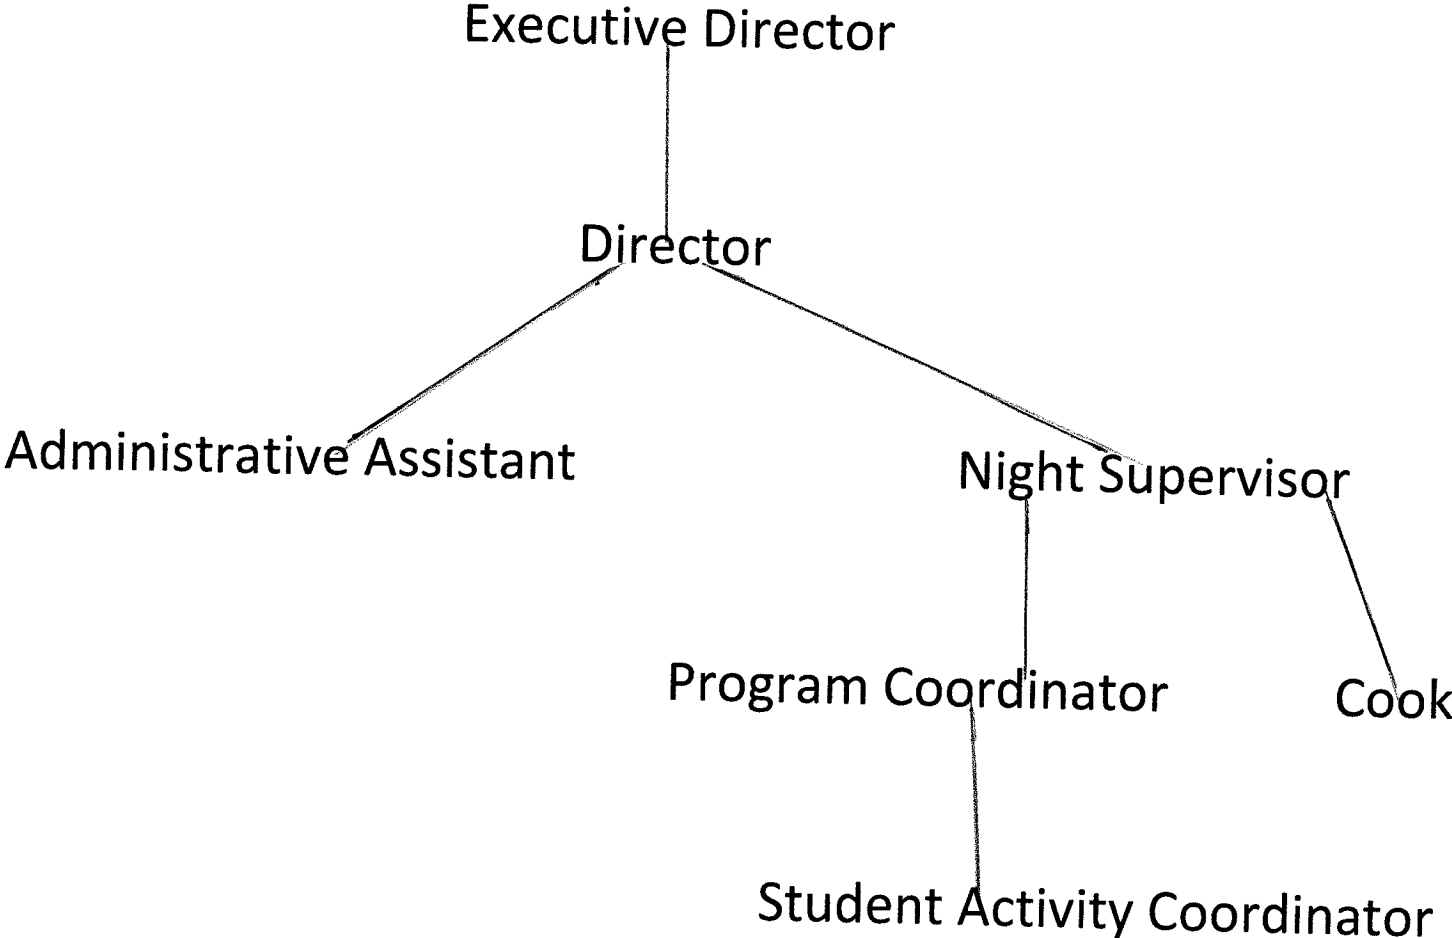 Executive Director
Director
Administrative Assistant
Night Supervisor
Program Coordinator
Cook
Student Activity Coordinator